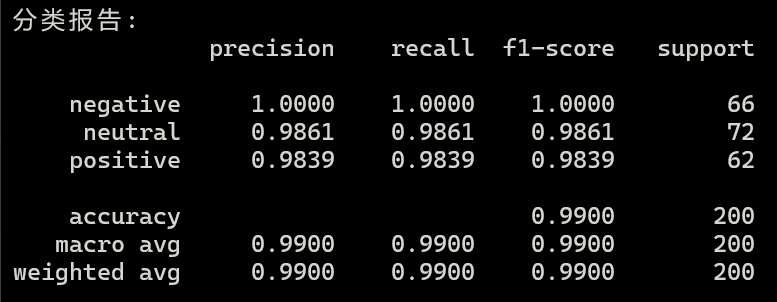 分类报告:
precision recall f1-score support
negative 1.0000 1.0000 1.0000 66
neutral 0.9861 0.9861 0.9861 72
positive 0.9839 0.9839 0.9839 62
accuracy 0.9900 200
macro avg 0.9900 0.9900 0.9900 200
weighted avg 0.9900 0.9900 0.9900 200